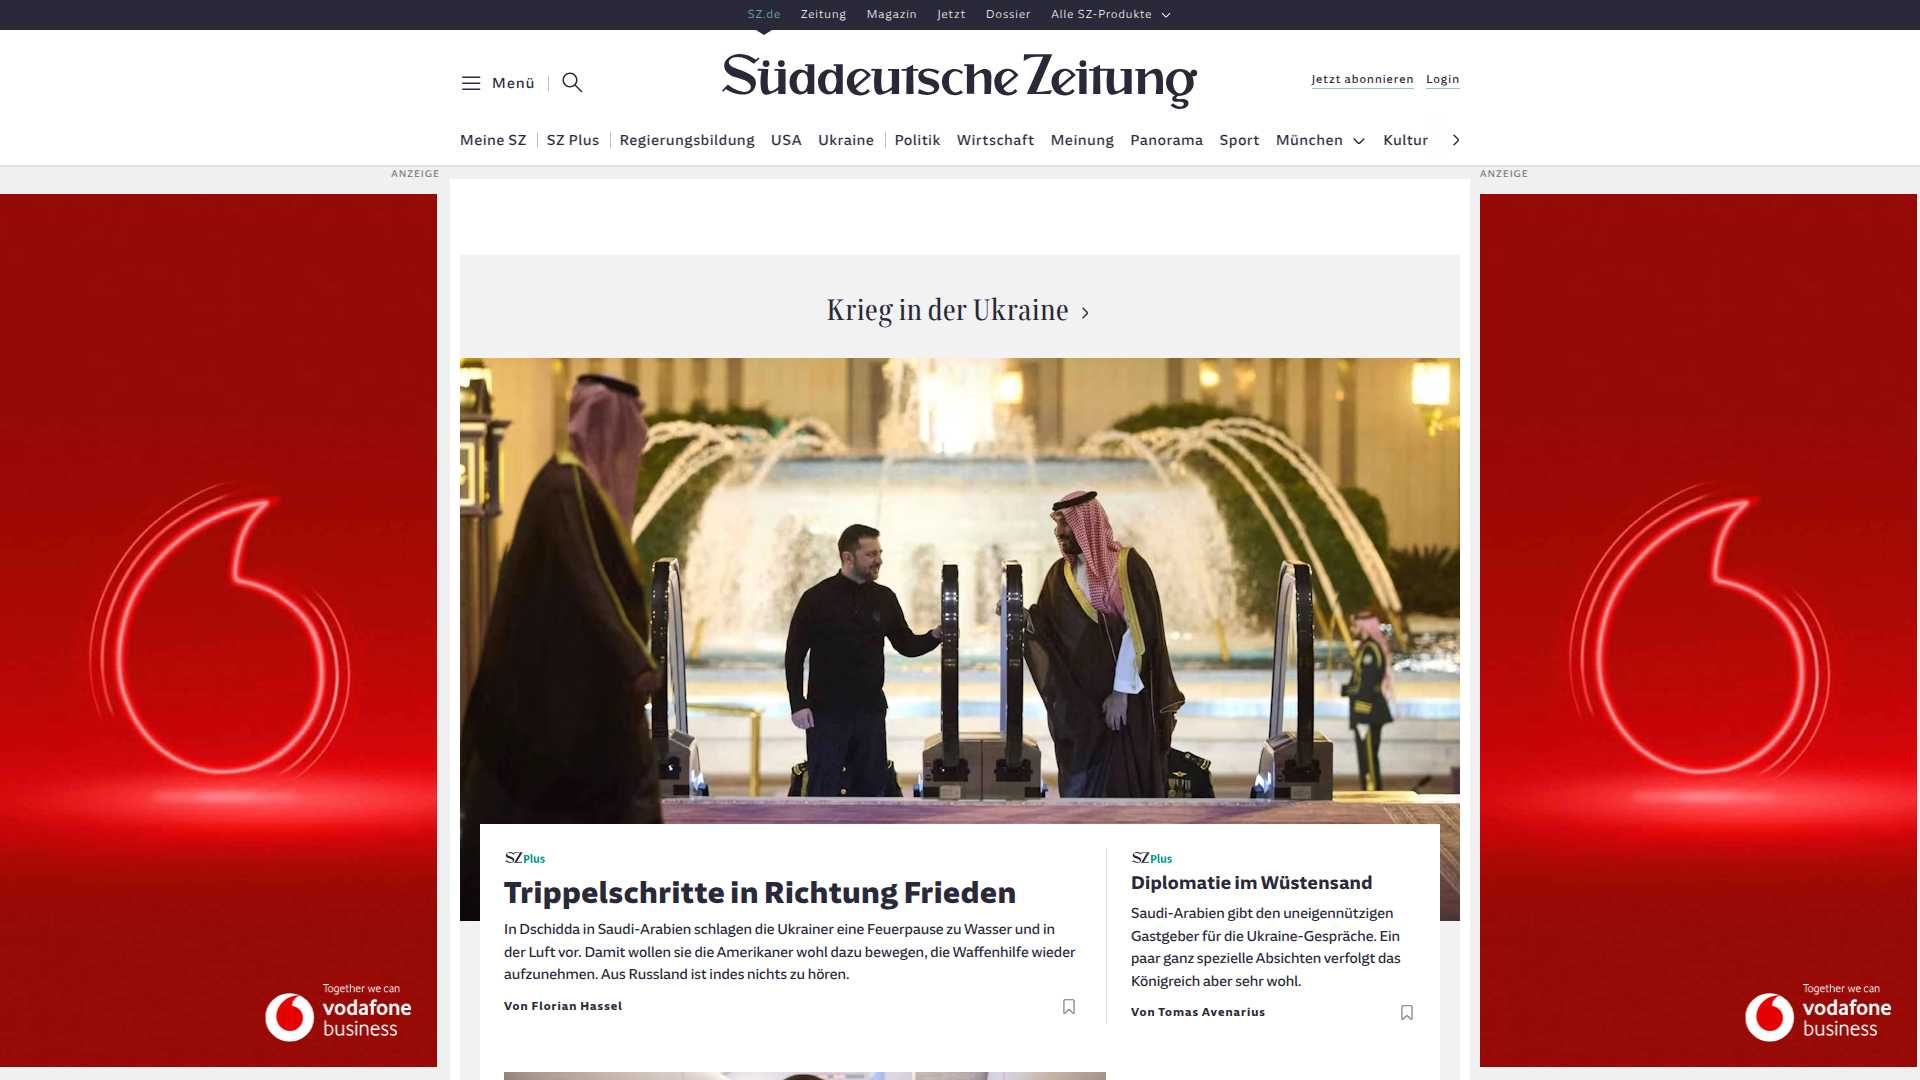 SZ.de Zeitung Magazin Jetzt Dossier Alle SZ-Produkte
Menü
Süddeutsche Zeitung
Jetzt abonnieren Login
Meine SZ SZ Plus Regierungsbildung USA Ukraine Politik Wirtschaft Meinung Panorama Sport München Kultur
ANZEIGE
ANZEIGE
Krieg in der Ukraine
SZ Plus
Trippelschritte in Richtung Frieden
In Dschidda in Saudi-Arabien schlagen die Ukrainer eine Feuerpause zu Wasser und in
der Luft vor. Damit wollen sie die Amerikaner wohl dazu bewegen, die Waffenhilfe wieder
aufzunehmen. Aus Russland ist indes nichts zu hören.
Von Florian Hassel
SZ Plus
Diplomatie im Wüstensand
Saudi-Arabien gibt den uneigennützigen
Gastgeber für die Ukraine-Gespräche. Ein
paar ganz spezielle Absichten verfolgt das
Königreich aber sehr wohl.
Von Tomas Avenarius
Together we can
vodafone
business
Together we can
vodafone
business